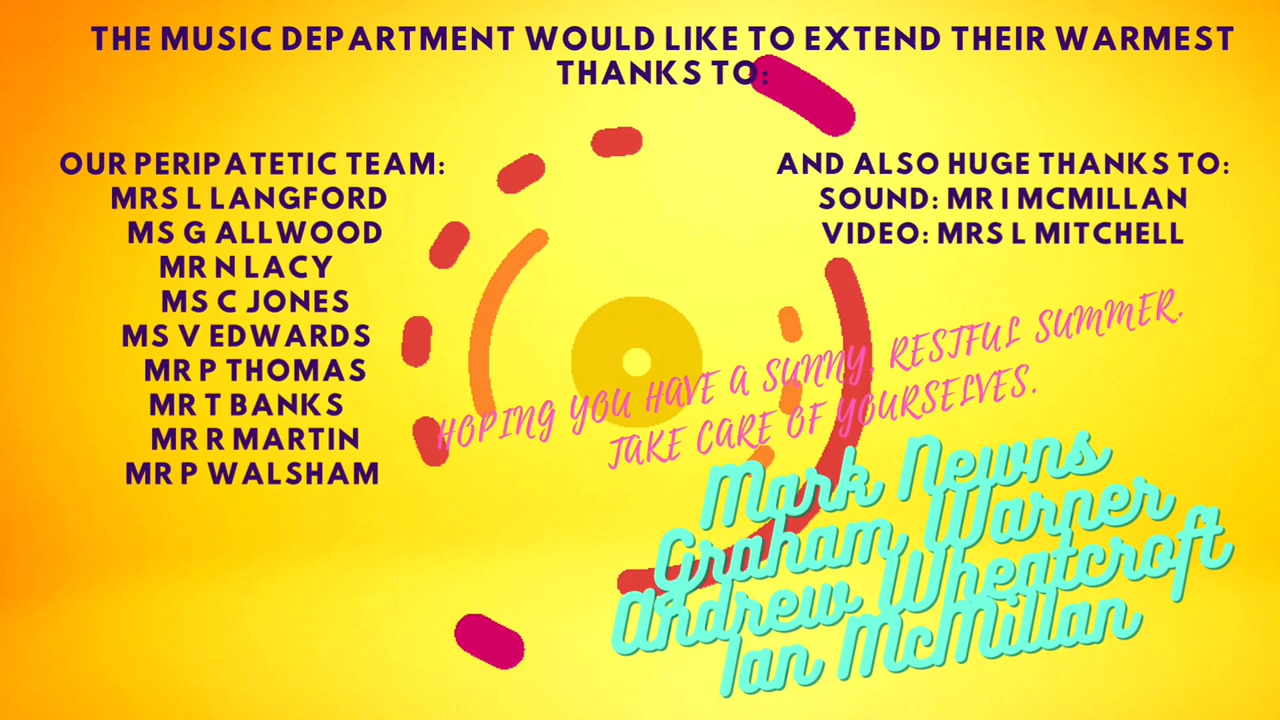 THE MUSIC DEPARTMENT WOULD LIKE TO EXTEND THEIR WARMEST
THANKS TO:
OUR PERIPATETIC TEAM:
MRS L LANGFORD
MS G ALLWOOD
MR N LACY
MS C JONES
MS V EDWARDS
MR P THOMAS
MR T BANKS
MR R MARTIN
MR P WALSHAM
AND ALSO HUGE THANKS TO:
SOUND: MR I MCMILLAN
VIDEO: MRS L MITCHELL
HOPING YOU HAVE A SUNNY, RESTFUL SUMMER.
TAKE CARE OF YOURSELVES.
Mark Newns
Graham Warner
Andrew Wheatcroft
Ian McMillan